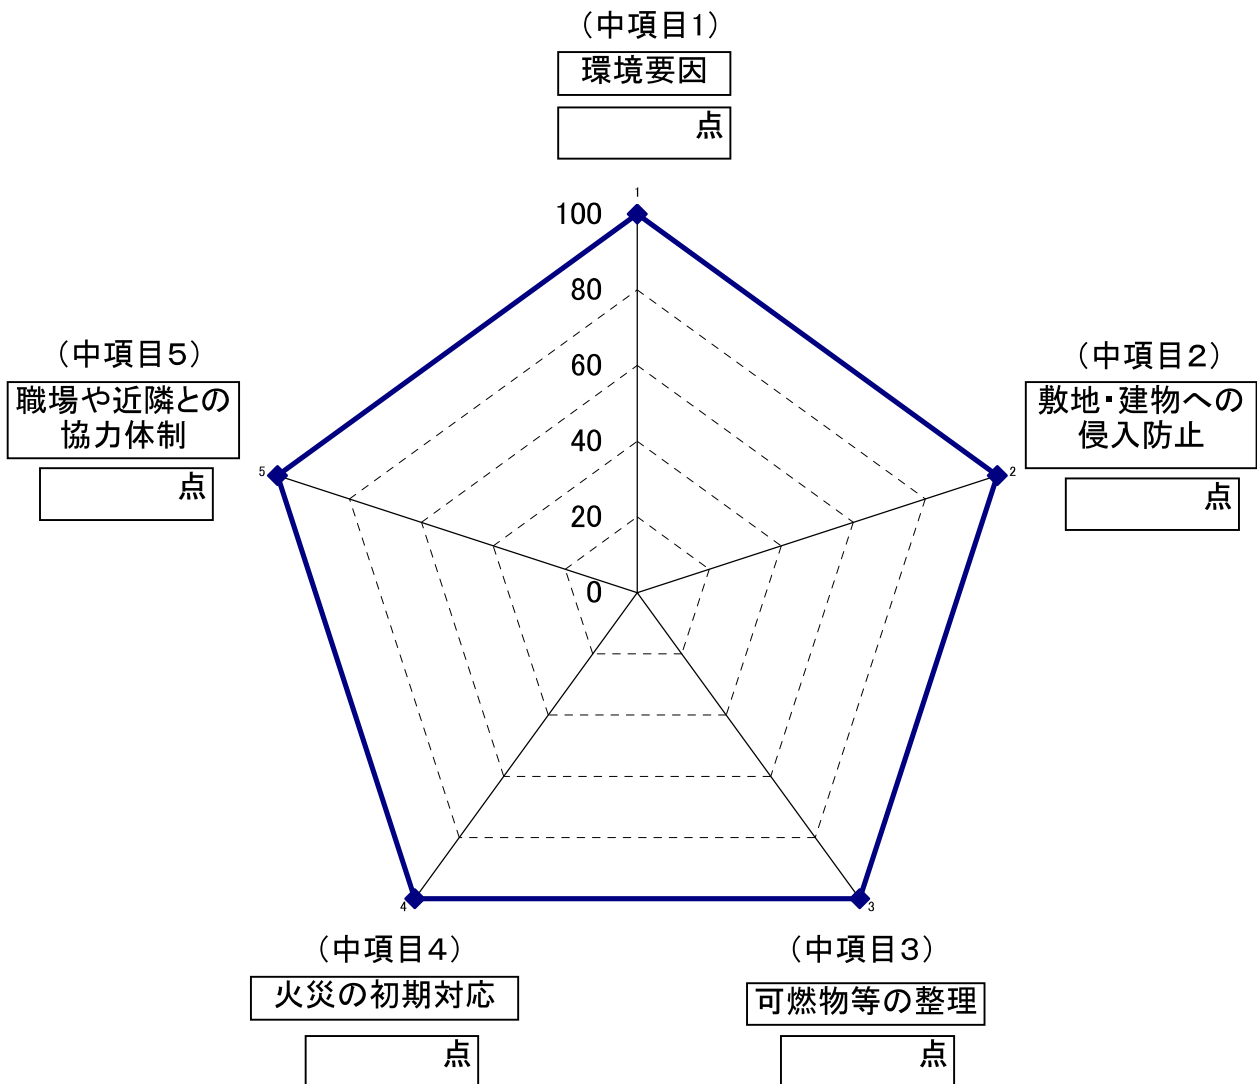 （中項目1）
環境要因
点
1
100
80
60
40
20
0
（中項目5）
職場や近隣との
協力体制
点
5
（中項目2）
敷地・建物への
侵入防止
点
2
4
3
（中項目4）
火災の初期対応
点
（中項目3）
可燃物等の整理
点